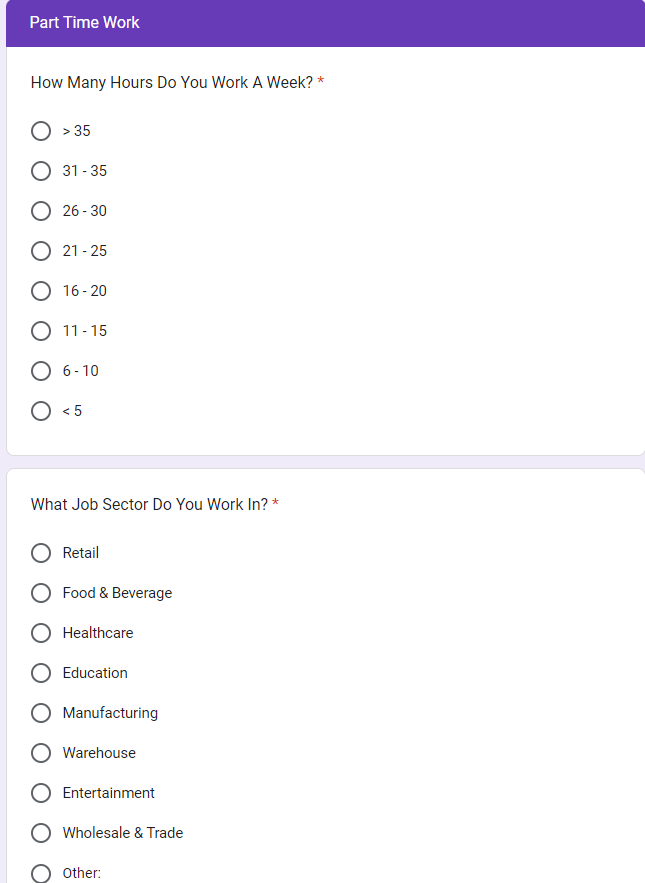 Part Time Work
How Many Hours Do You Work A Week? *
> 35
31 - 35
26 - 30
21 - 25
16 - 20
11 - 15
6 - 10
< 5
What Job Sector Do You Work In? *
Retail
Food & Beverage
Healthcare
Education
Manufacturing
Warehouse
Entertainment
Wholesale & Trade
Other: